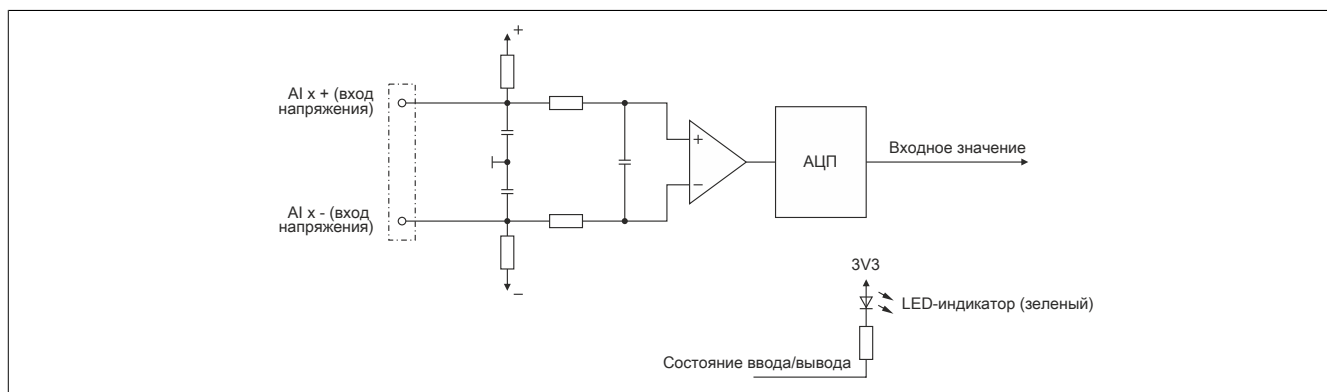 +
AI x + (вход
напряжения)
+
АЦП
Входное значение
−
AI x - (вход
напряжения)
−
3V3
LED-индикатор (зеленый)
Состояние ввода/вывода